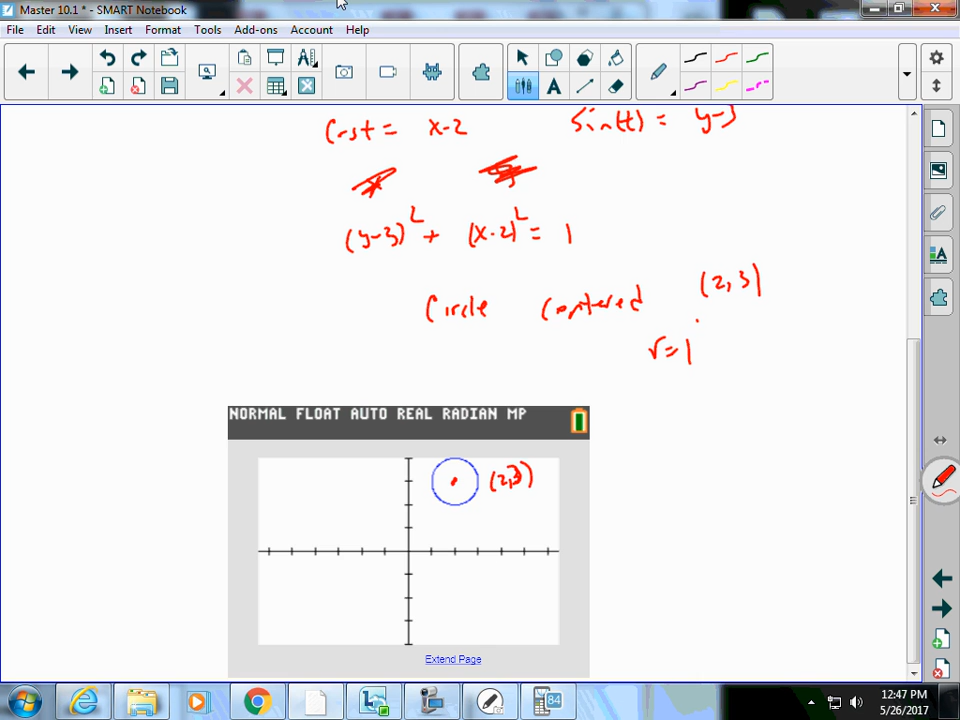 Master 10.1 * - SMART Notebook
File Edit View Insert Format Tools Add-ons Account Help
Cost = x-2 Sin(t) = y-3
(y-3)² + (x-2)² = 1
Circle centered (2,3)
r=1
NORMAL FLOAT AUTO REAL RADIAN MP
(2,3)
Extend Page
84
12:47 PM
5/26/2017